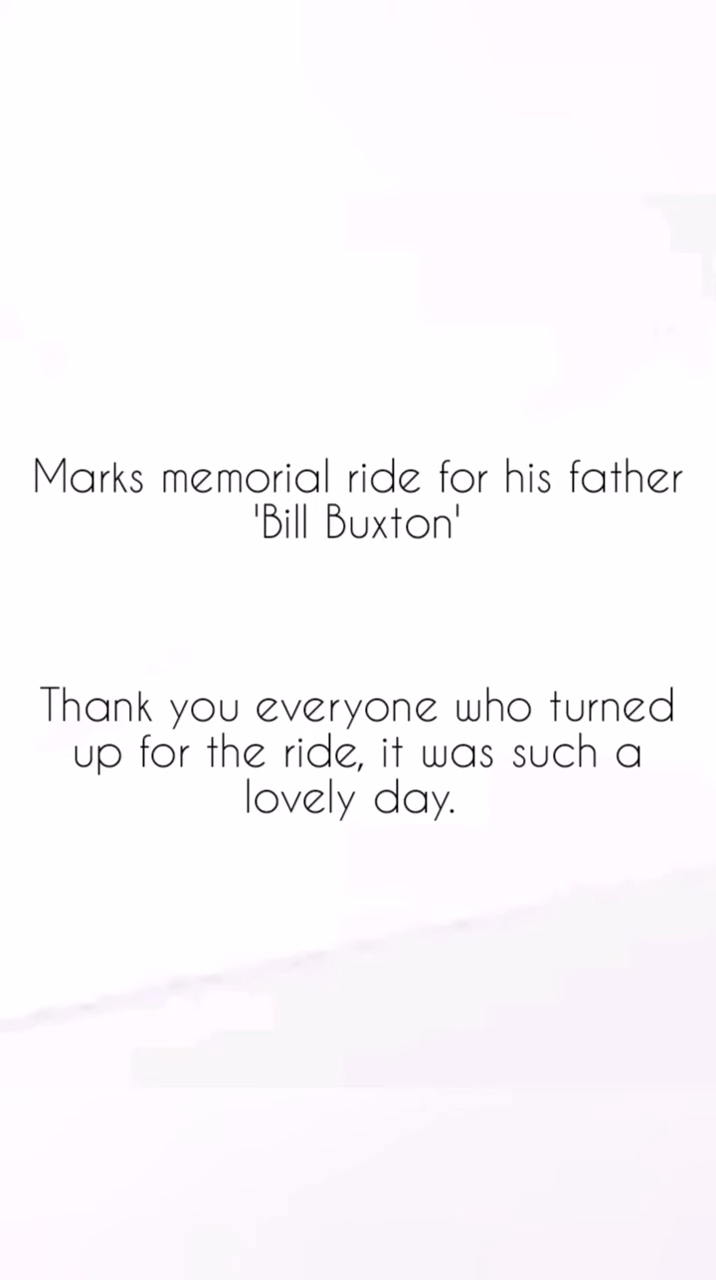 Marks memorial ride for his father
'Bill Buxton'
Thank you everyone who turned
up for the ride, it was such a
lovely day.